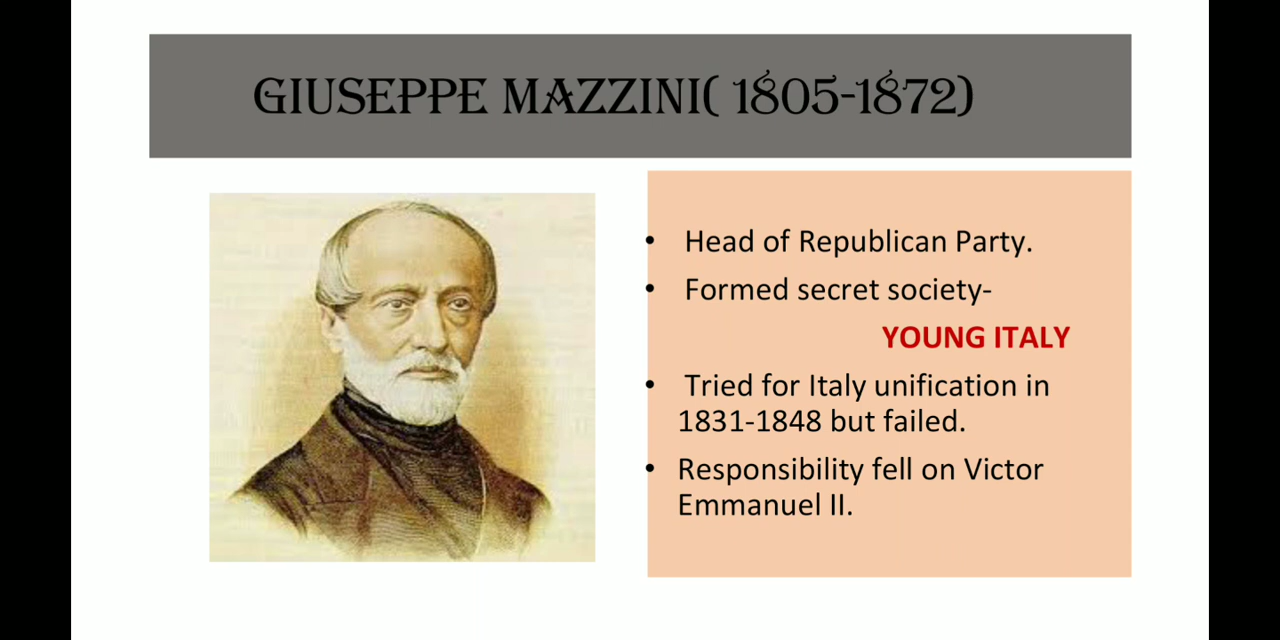 GIUSEPPE MAZZINI( 1805-1872)
• Head of Republican Party.
• Formed secret society-
YOUNG ITALY
• Tried for Italy unification in
1831-1848 but failed.
• Responsibility fell on Victor
Emmanuel II.